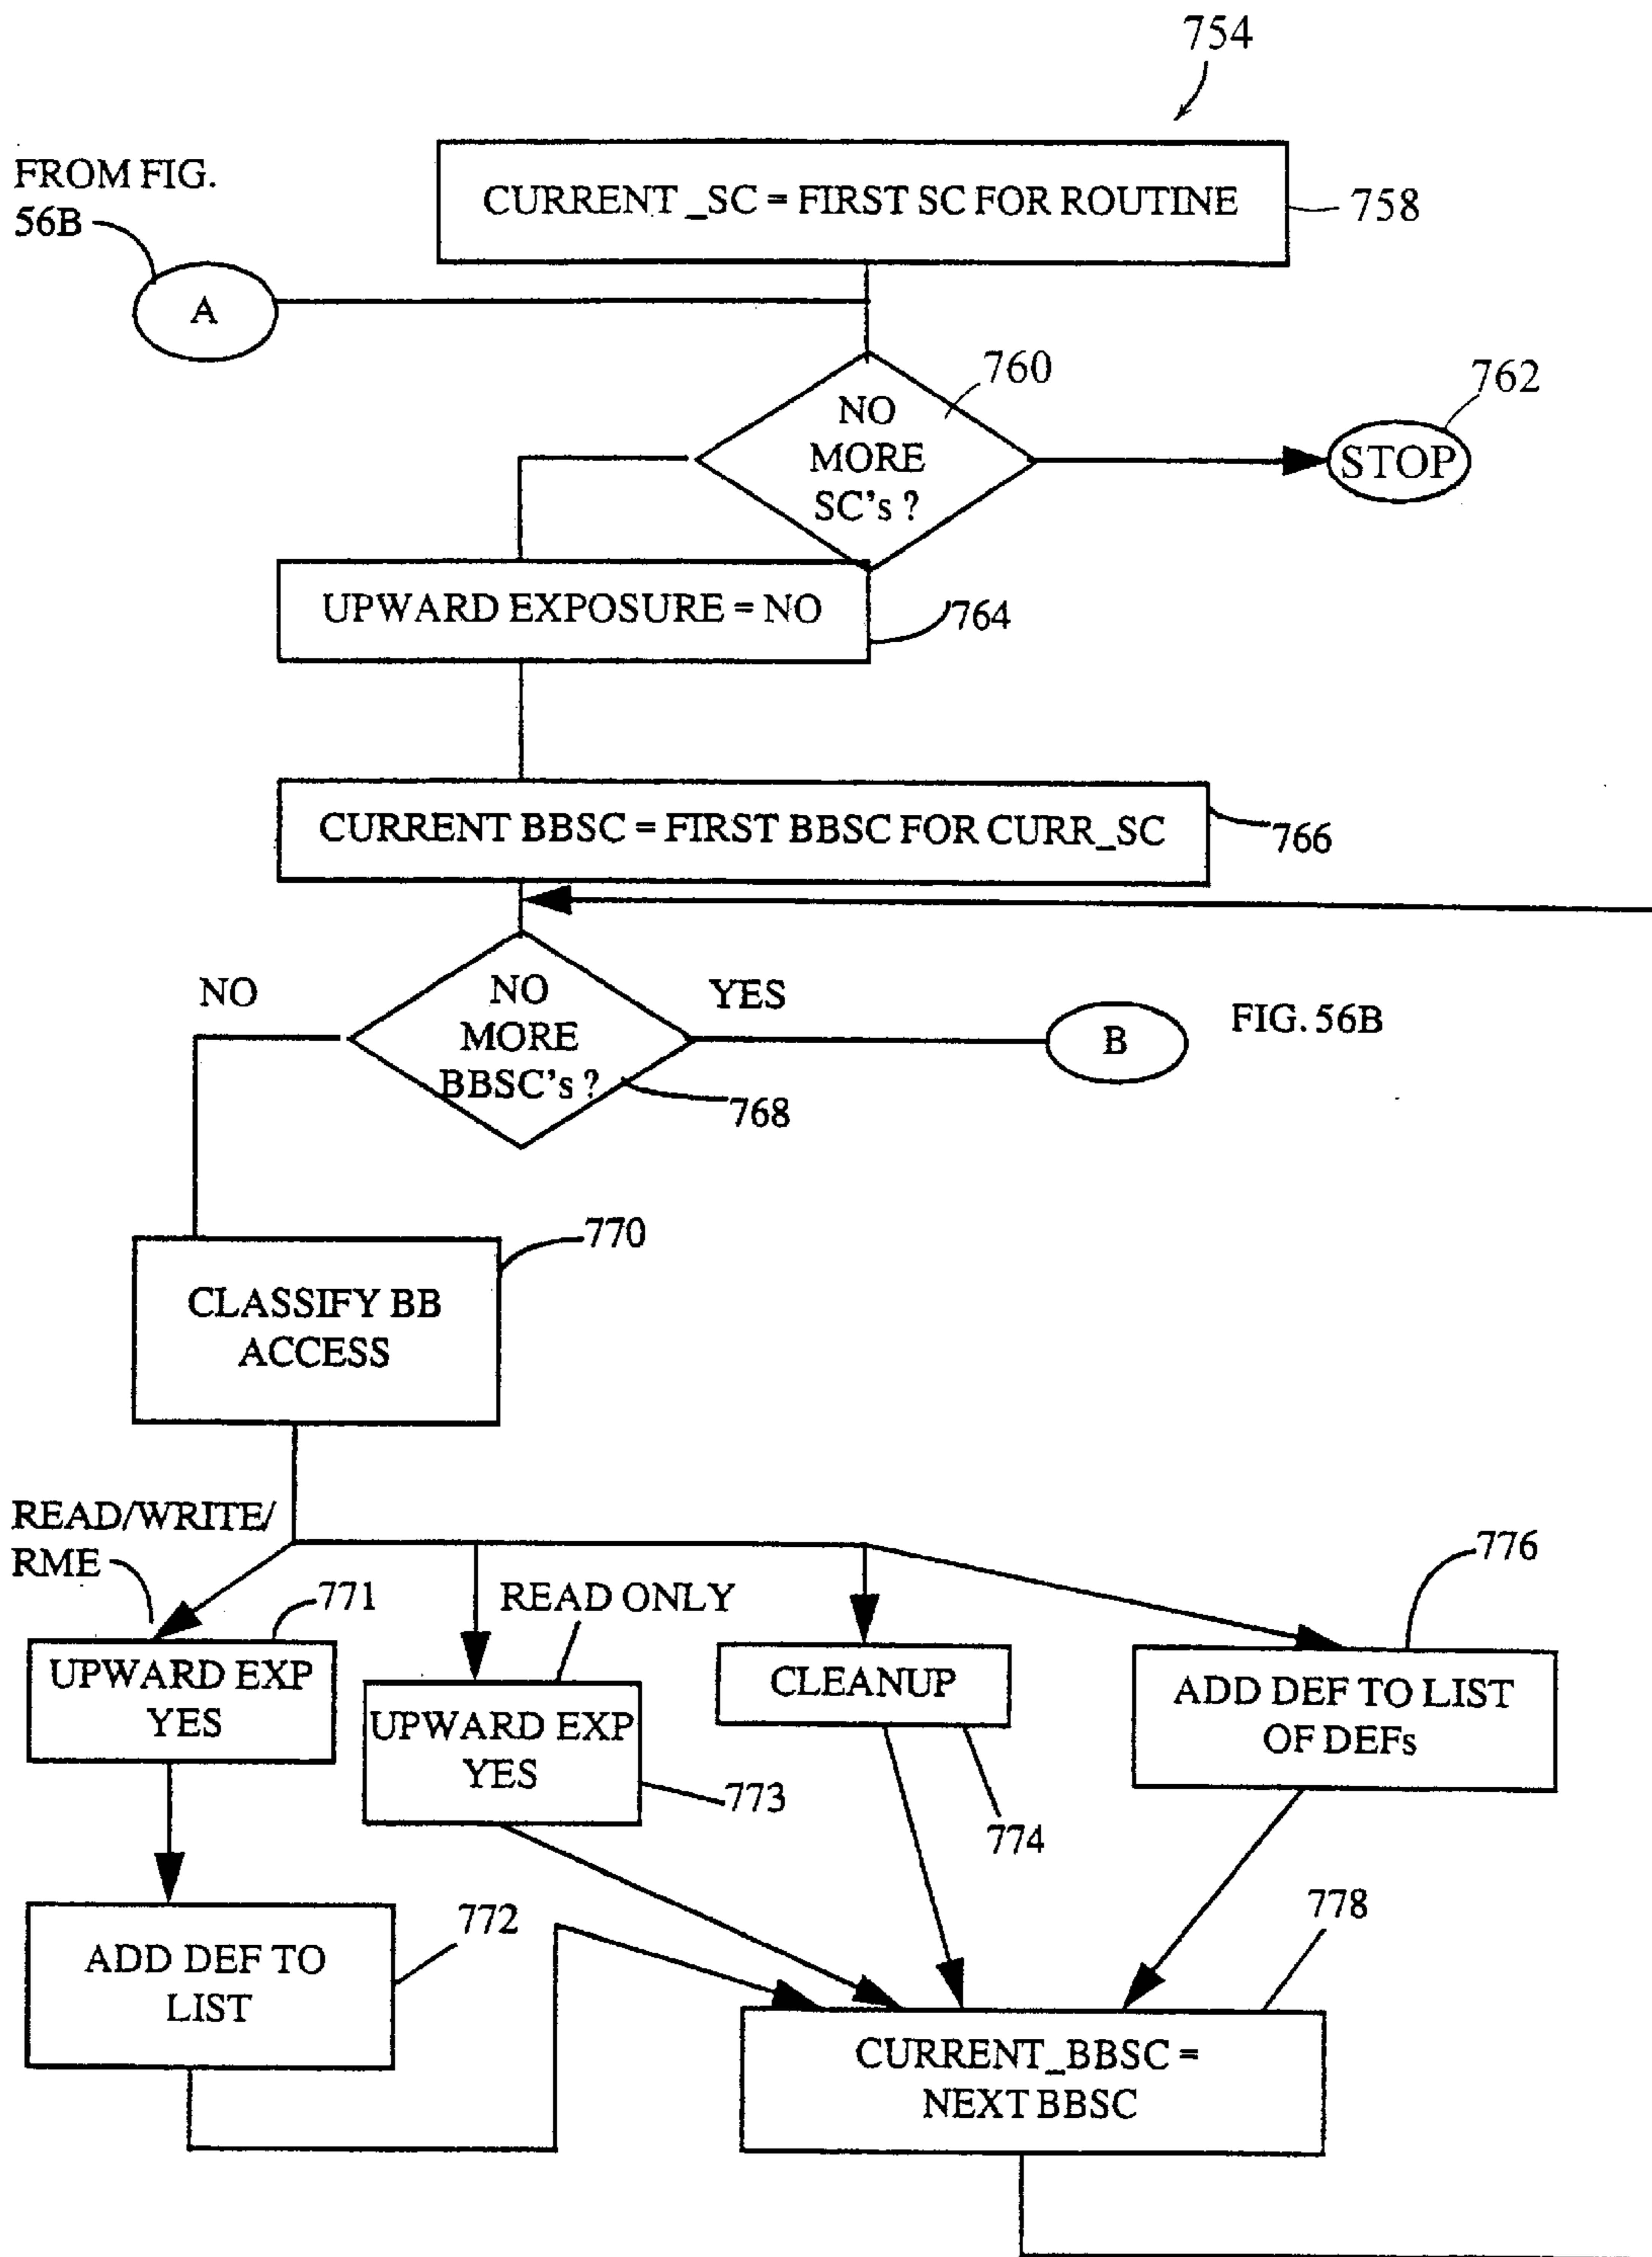 754
FROM FIG.
56B
CURRENT _SC = FIRST SC FOR ROUTINE
758
A
760
NO
MORE
SC's ?
762
STOP
UPWARD EXPOSURE = NO
764
CURRENT BBSC = FIRST BBSC FOR CURR_SC
766
NO
NO
MORE
BBSC's ?
YES
B
FIG. 56B
768
770
CLASSIFY BB
ACCESS
READ/WRITE/
RME
771
READ ONLY
776
UPWARD EXP
YES
UPWARD EXP
YES
773
CLEANUP
774
ADD DEF TO LIST
OF DEFs
772
778
ADD DEF TO
LIST
CURRENT_BBSC =
NEXT BBSC